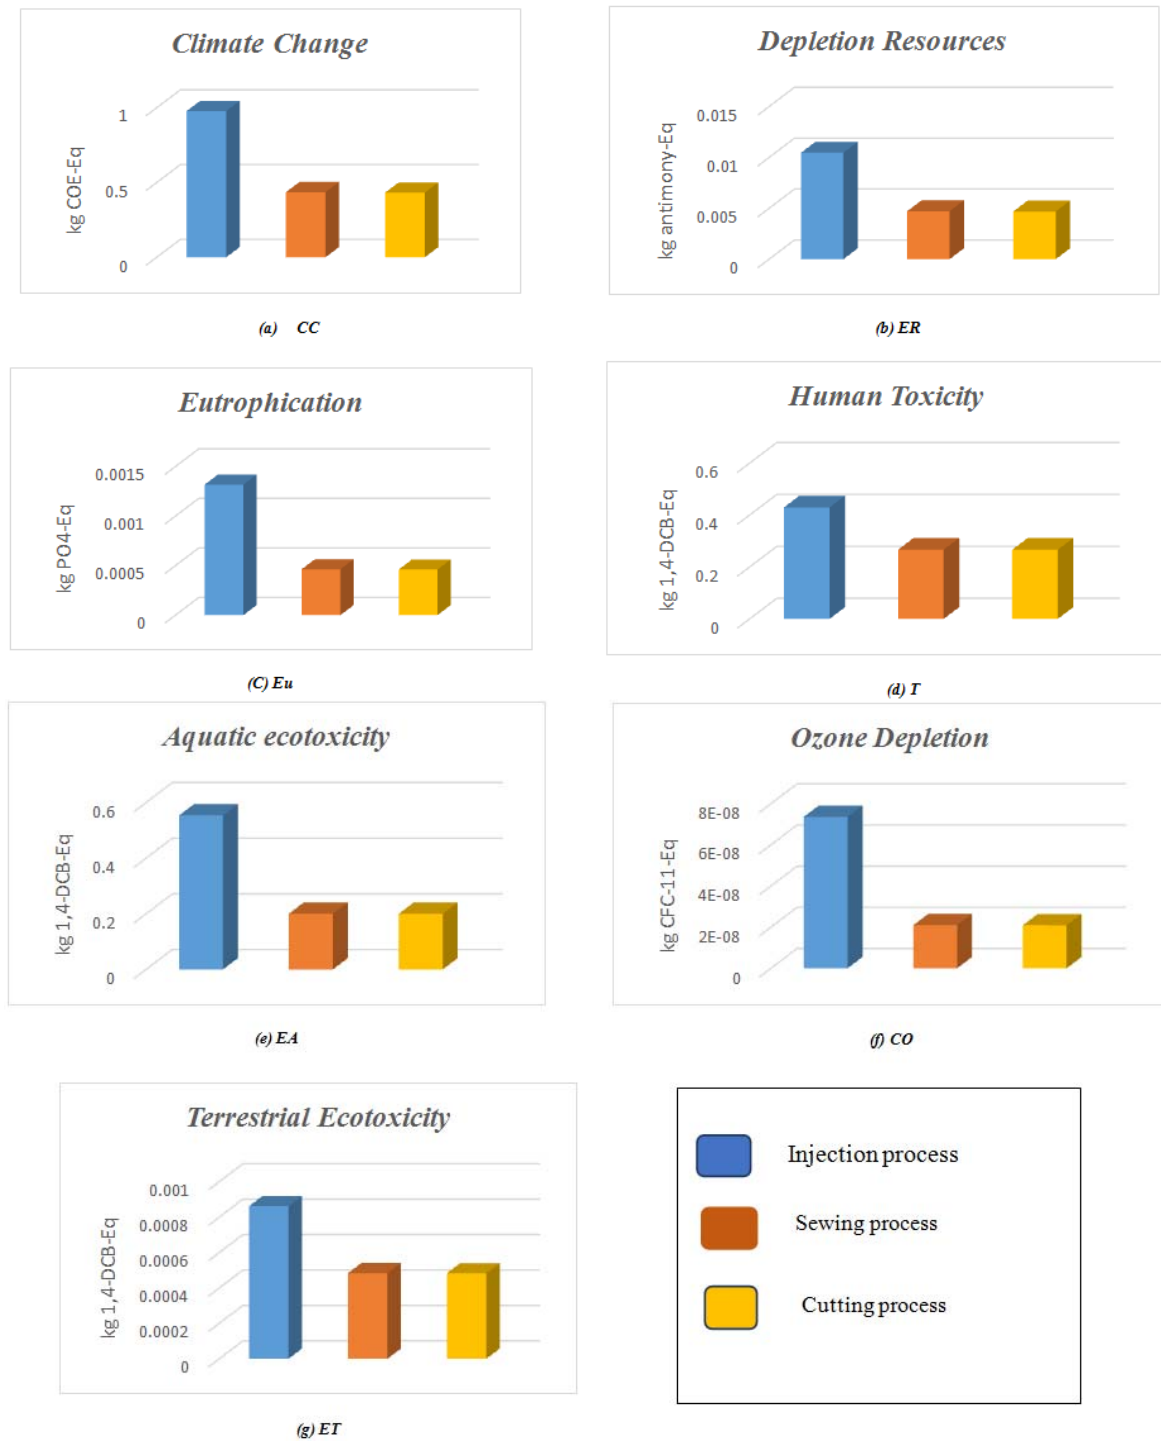 Climate Change
kg COE-Eq
1
0.5
0
(a) CC
Depletion Resources
kg antimony-Eq
0.015
0.01
0.005
0
(b) ER
Eutrophication
kg PO4-Eq
0.0015
0.001
0.0005
0
(C) Eu
Human Toxicity
kg 1,4-DCB-Eq
0.6
0.4
0.2
0
(d) T
Aquatic ecotoxicity
kg 1,4-DCB-Eq
0.6
0.4
0.2
0
(e) EA
Ozone Depletion
kg CFC-11-Eq
8E-08
6E-08
4E-08
2E-08
0
(f) CO
Terrestrial Ecotoxicity
kg 1,4-DCB-Eq
0.001
0.0008
0.0006
0.0004
0.0002
0
(g) ET
Injection process
Sewing process
Cutting process